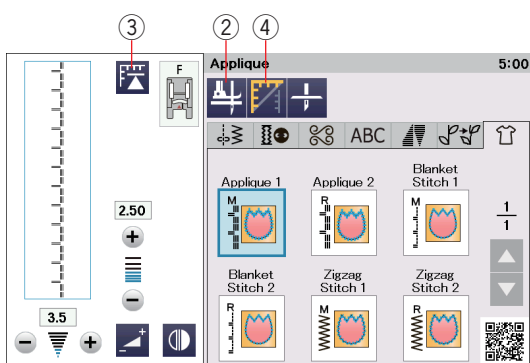 3 2 4
F Applique 5:00
ABC
Applique 1 Applique 2 Blanket
Stitch 1
M R M
2.50
1
1
Blanket
Stitch 2 Zigzag
Stitch 1 Zigzag
Stitch 2
R M R
3.5